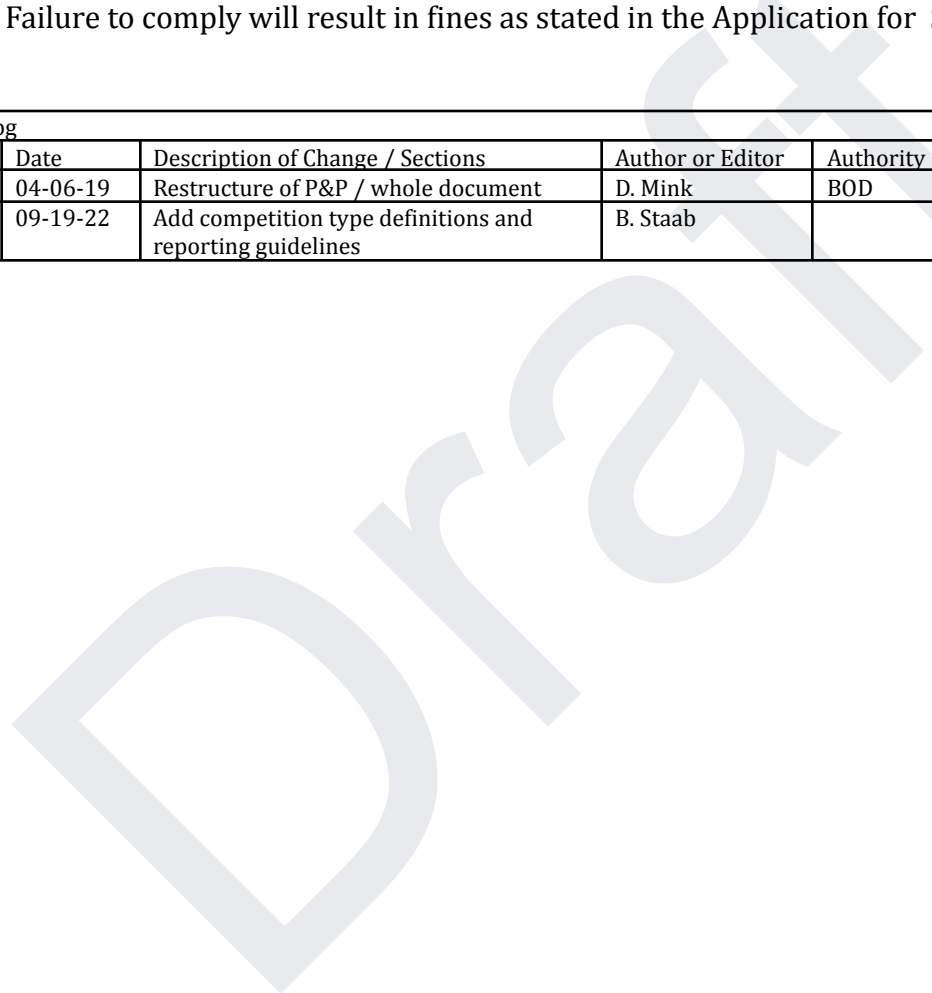 Failure to comply will result in fines as stated in the Application for
Date Description of Change / Sections Author or Editor Authority
04-06-19 Restructure of P&P / whole document D. Mink BOD
09-19-22 Add competition type definitions and B. Staab
reporting guidelines
Draft